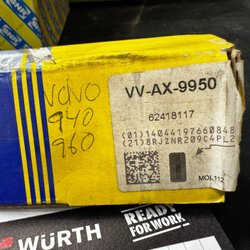 VV-AX-9950
62418117
(01)14044197660848
(21)8RJZNR209C4PLZ
MOL112
VOLVO
940
960
READY
FOR WORK
WÜRTH